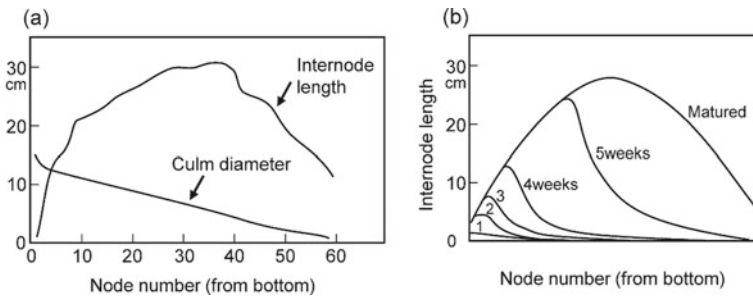 (a)
30
cm
20
10
0
Internode
length
Culm diameter
0 10 20 30 40 50 60
Node number (from bottom)
(b)
Internode length
30
cm
20
10
0
Matured
5weeks
4weeks
3
2
1
Node number (from bottom)